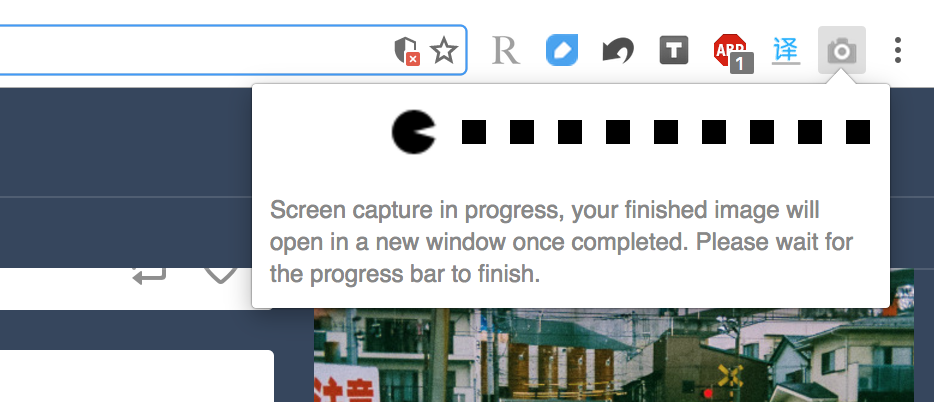 R T ABP 1 译
Screen capture in progress, your finished image will
open in a new window once completed. Please wait for
the progress bar to finish.
注意